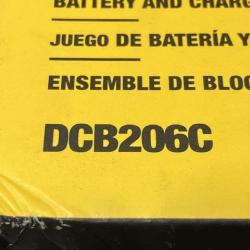 BATTERY AND CHARG
JUEGO DE BATERÍA Y
ENSEMBLE DE BLOC
DCB206C